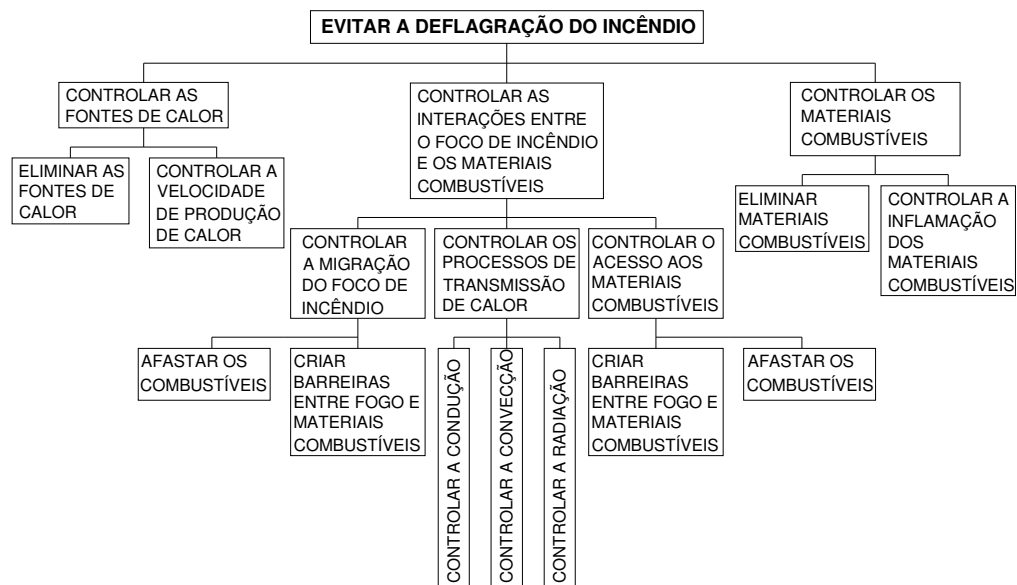 EVITAR A DEFLAGRAÇÃO DO INCÊNDIO
CONTROLAR AS
FONTES DE CALOR
CONTROLAR AS
INTERAÇÕES ENTRE
O FOCO DE INCÊNDIO
E OS MATERIAIS
COMBUSTÍVEIS
CONTROLAR OS
MATERIAIS
COMBUSTÍVEIS
ELIMINAR AS
FONTES DE
CALOR
CONTROLAR A
VELOCIDADE
DE PRODUÇÃO
DE CALOR
ELIMINAR
MATERIAIS
COMBUSTÍVEIS
CONTROLAR A
INFLAMAÇÃO
DOS
MATERIAIS
COMBUSTÍVEIS
CONTROLAR
A MIGRAÇÃO
DO FOCO DE
INCÊNDIO
CONTROLAR OS
PROCESSOS DE
TRANSMISSÃO
DE CALOR
CONTROLAR O
ACESSO AOS
MATERIAIS
COMBUSTÍVEIS
AFASTAR OS
COMBUSTÍVEIS
CRIAR
BARREIRAS
ENTRE FOGO E
MATERIAIS
COMBUSTÍVEIS
CONTROLAR A CONDUÇÃO
CONTROLAR A CONVECÇÃO
CONTROLAR A RADIAÇÃO
CRIAR
BARREIRAS
ENTRE FOGO E
MATERIAIS
COMBUSTÍVEIS
AFASTAR OS
COMBUSTÍVEIS